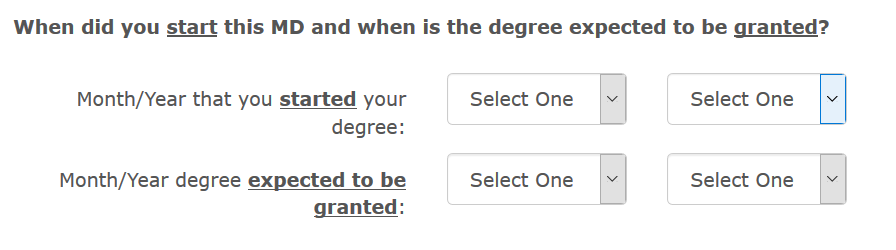 When did you start this MD and when is the degree expected to be granted?
Month/Year that you started your Select One Select One
degree:
Month/Year degree expected to be Select One Select One
granted: